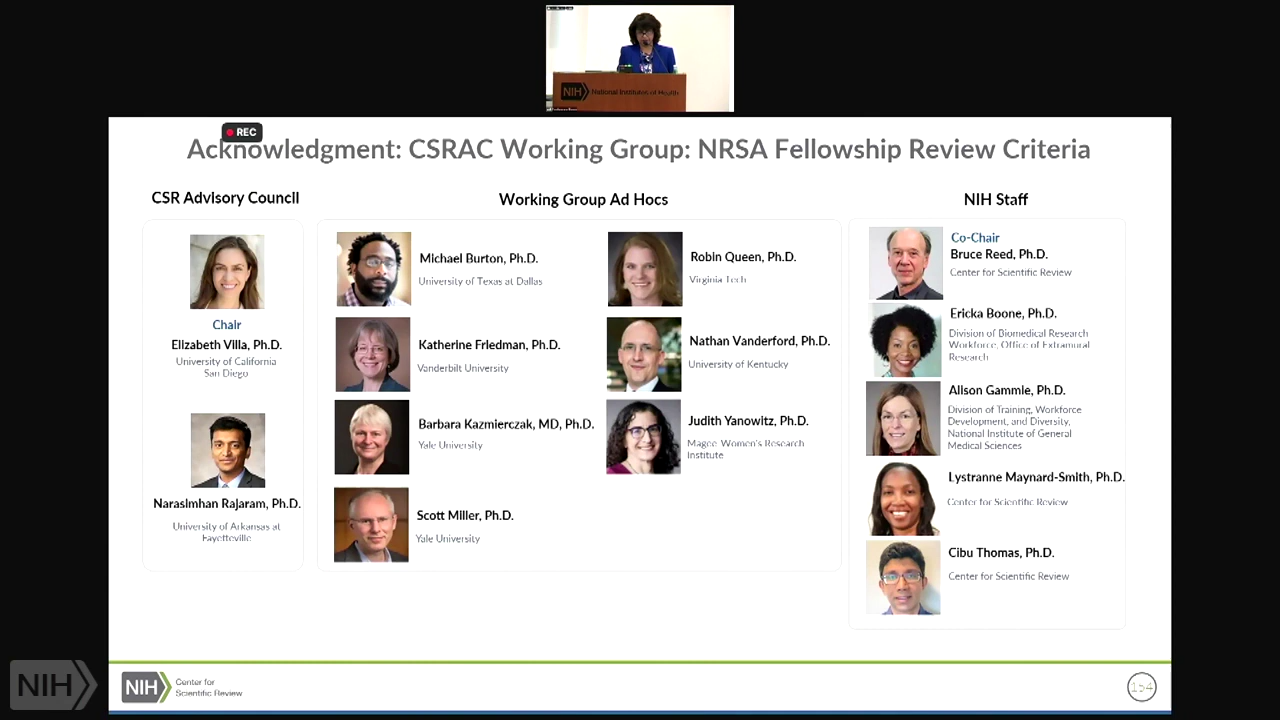 NIH National Institutes of Health
REC
Acknowledgment: CSRAC Working Group: NRSA Fellowship Review Criteria
CSR Advisory Council
Chair
Elizabeth Villa, Ph.D.
University of California
San Diego
Narasimhan Rajaram, Ph.D.
University of Arkansas at
Fayetteville
Working Group Ad Hocs
Michael Burton, Ph.D.
University of Texas at Dallas
Katherine Friedman, Ph.D.
Vanderbilt University
Barbara Kazmierczak, MD, Ph.D.
Yale University
Scott Miller, Ph.D.
Yale University
Robin Queen, Ph.D.
Virginia Tech
Nathan Vanderford, Ph.D.
University of Kentucky
Judith Yanowitz, Ph.D.
Magee-Women's Research
Institute
NIH Staff
Co-Chair
Bruce Reed, Ph.D.
Center for Scientific Review
Ericka Boone, Ph.D.
Division of Biomedical Research
Workforce, Office of Extramural
Research
Alison Gammie, Ph.D.
Division of Training, Workforce
Development, and Diversity,
National Institute of General
Medical Sciences
Lystranne Maynard-Smith, Ph.D.
Center for Scientific Review
Cibu Thomas, Ph.D.
Center for Scientific Review
NIH
NIH
Center for
Scientific Review
154